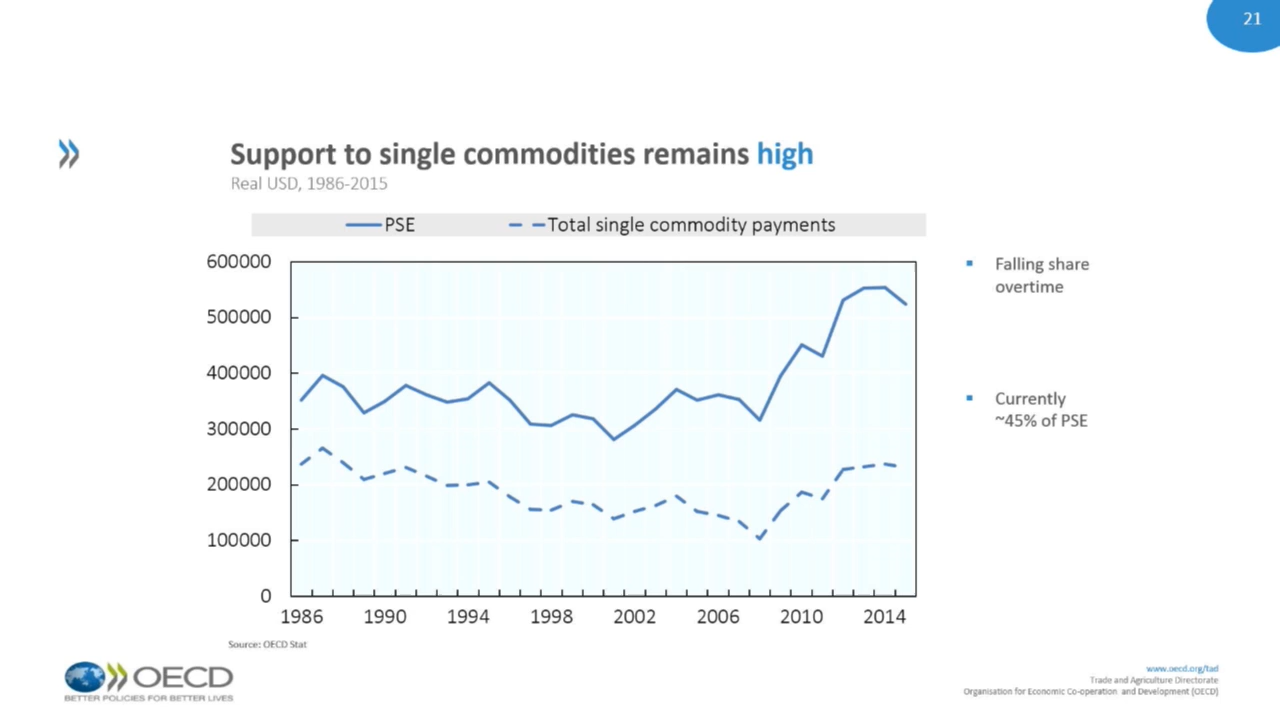 21
Support to single commodities remains high
Real USD, 1986-2015
PSE
Total single commodity payments
600000
500000
400000
300000
200000
100000
0
1986 1990 1994 1998 2002 2006 2010 2014
Falling share
overtime
Currently
~45% of PSE
Source: OECD Stat
OECD
BETTER POLICIES FOR BETTER LIVES
www.oecd.org/tad
Trade and Agriculture Directorate
Organisation for Economic Co-operation and Development (OECD)